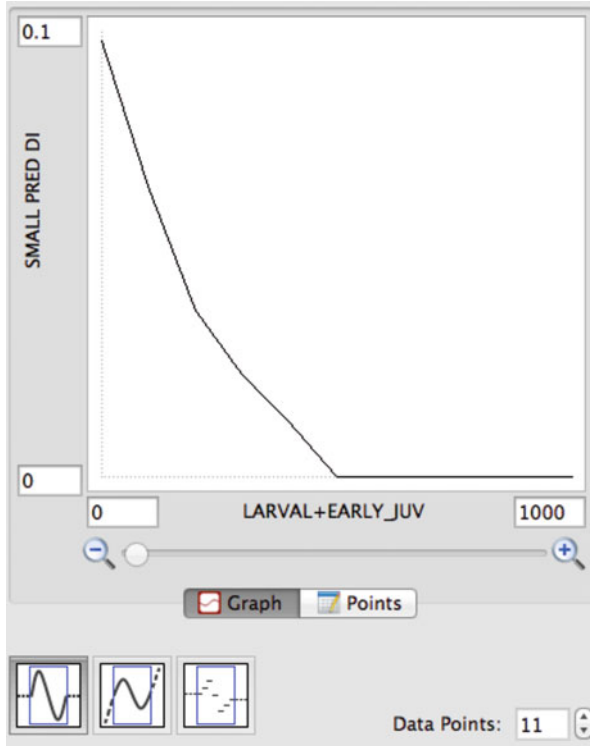 0.1
SMALL PRED DI
0
0 LARVAL+EARLY_JUV 1000
Graph Points
Data Points: 11